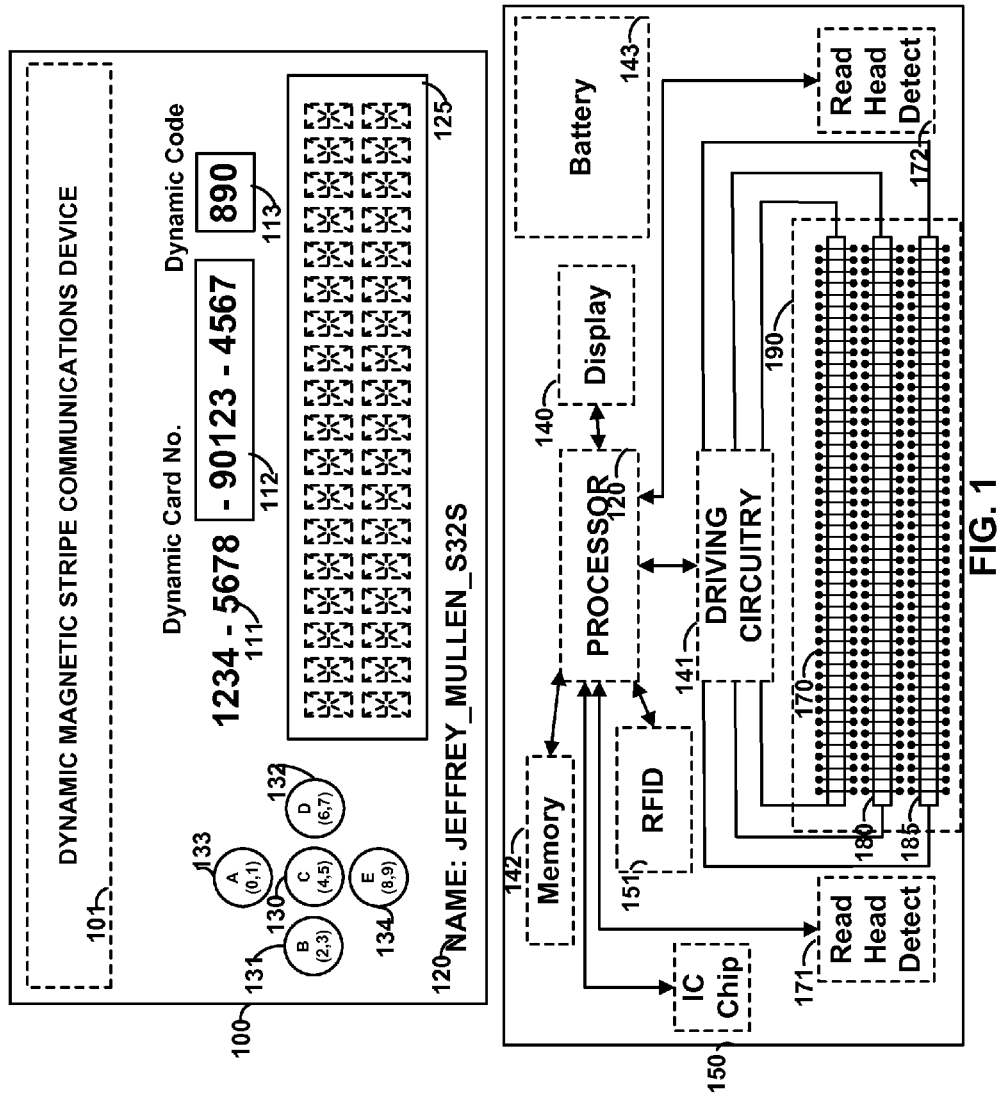 DYNAMIC MAGNETIC STRIPE COMMUNICATIONS DEVICE
101
Dynamic Card No.
Dynamic Code
1234 - 5678
- 90123 - 4567
890
111
112
113
133
A
(0,1)
131
B
(2,3)
130
C
(4,5)
132
D
(6,7)
134
E
(8,9)
125
120
NAME: JEFFREY_MULLEN_S32S
100
142
Memory
140
Display
Battery
143
PROCESSOR
120
151
RFID
IC
Chip
141
DRIVING
CIRCUITRY
171
Read
Head
Detect
172
Read
Head
Detect
170
180
185
190
150
FIG. 1